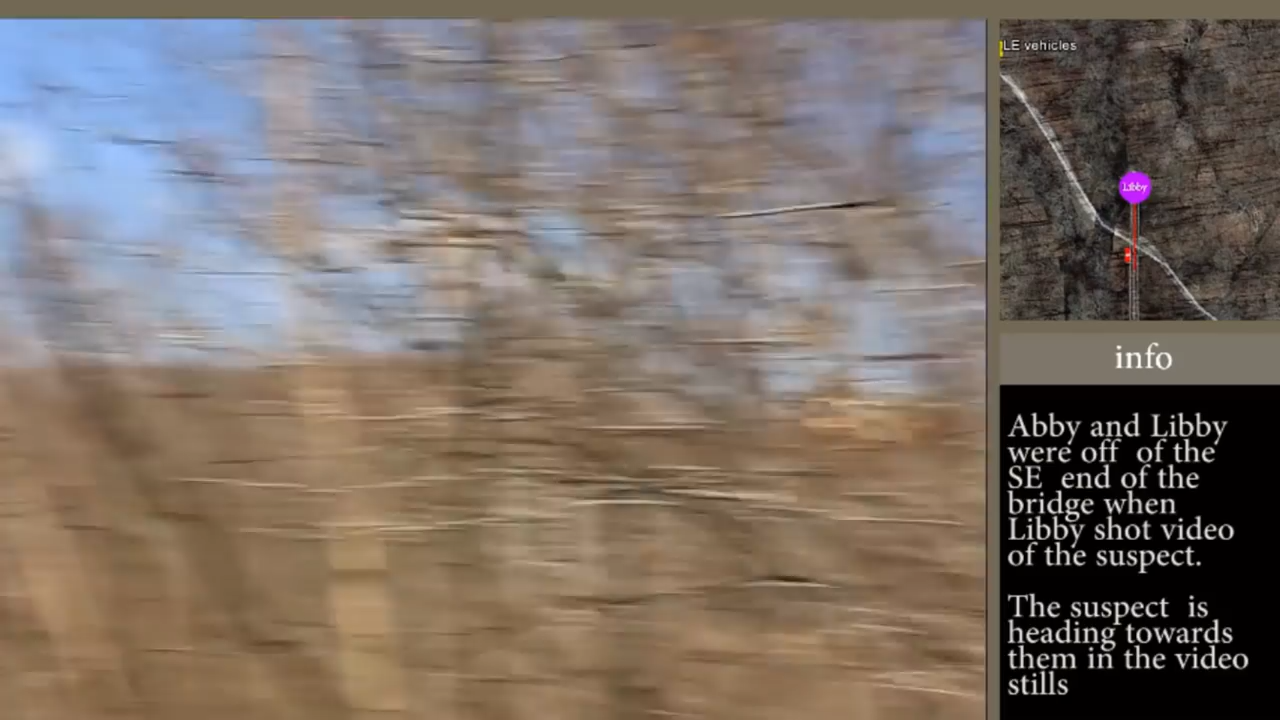 LE vehicles
Libby
info
Abby and Libby
were off of the
SE end of the
bridge when
Libby shot video
of the suspect.
The suspect is
heading towards
them in the video
stills